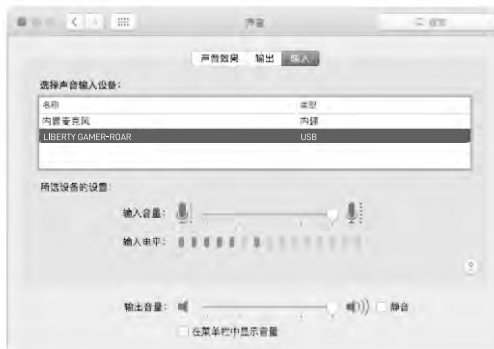 声音
搜索
声音效果 输出 输入
选择声音输入设备:
名称 类型
内置麦克风 内建
LIBERTY GAMER-ROAR USB
所选设备的设置:
输入音量:
输入电平:
?
输出音量: 静音
在菜单栏中显示音量